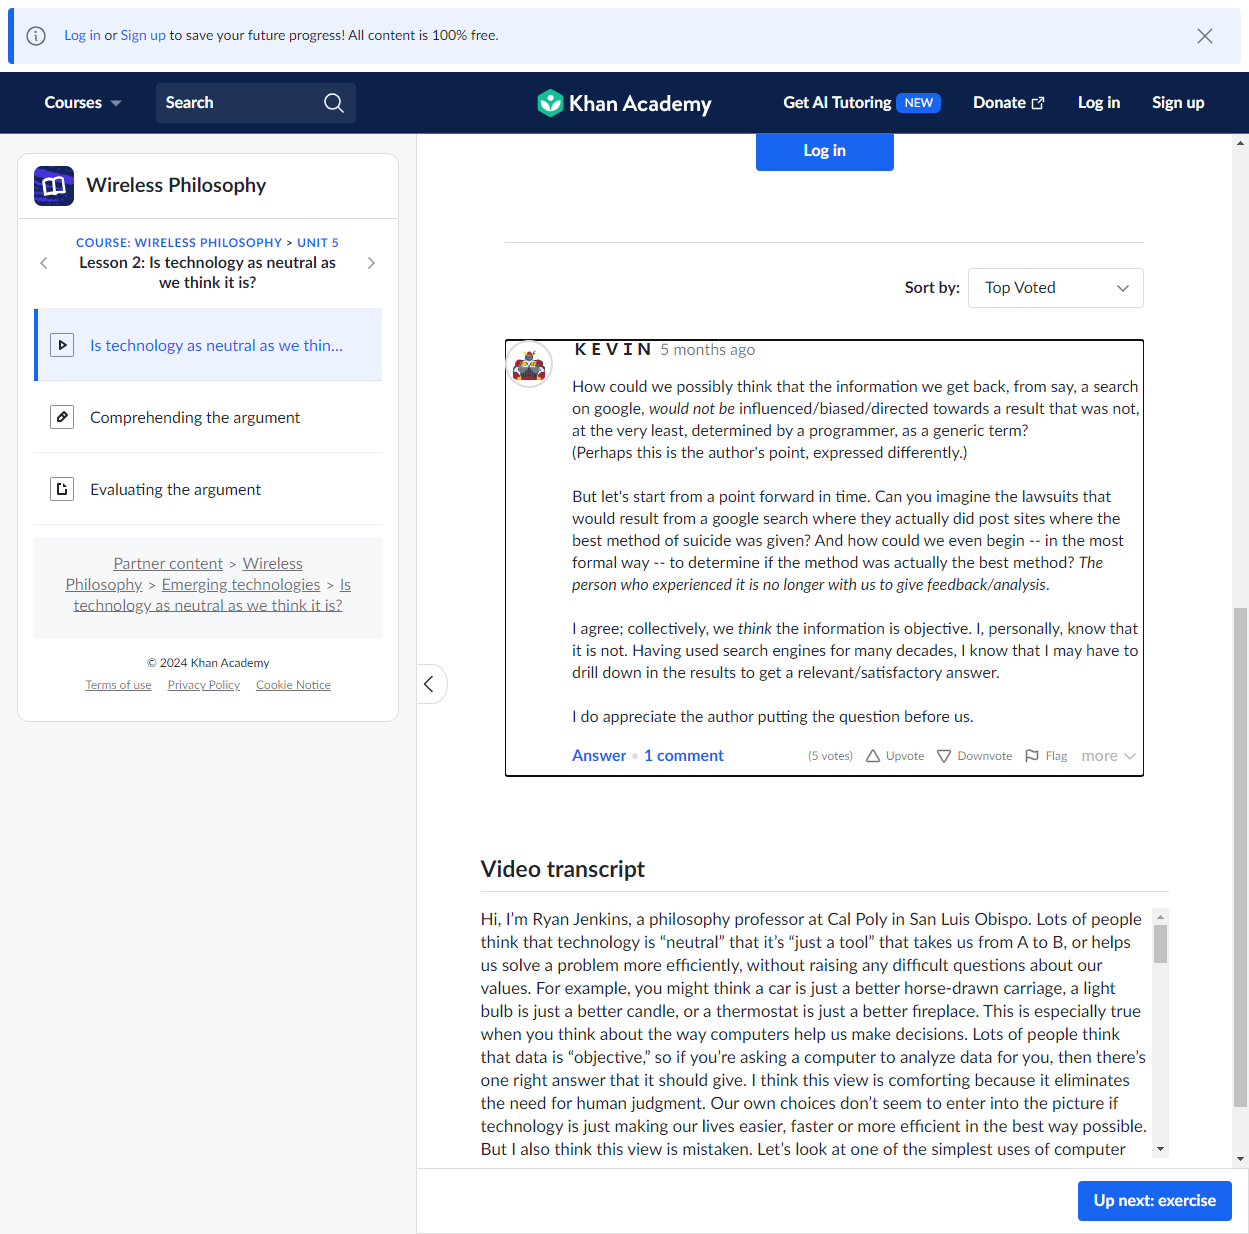 Log in or Sign up to save your future progress! All content is 100% free.
Courses
Search
Khan Academy
Get AI Tutoring NEW
Donate
Log in
Sign up
Wireless Philosophy
COURSE: WIRELESS PHILOSOPHY > UNIT 5
Lesson 2: Is technology as neutral as
we think it is?
Is technology as neutral as we thin...
Comprehending the argument
Evaluating the argument
Partner content > Wireless
Philosophy > Emerging technologies > Is
technology as neutral as we think it is?
© 2024 Khan Academy
Terms of use Privacy Policy Cookie Notice
Log in
Sort by: Top Voted
K E V I N 5 months ago
How could we possibly think that the information we get back, from say, a search
on google, would not be influenced/biased/directed towards a result that was not,
at the very least, determined by a programmer, as a generic term?
(Perhaps this is the author's point, expressed differently.)
But let's start from a point forward in time. Can you imagine the lawsuits that
would result from a google search where they actually did post sites where the
best method of suicide was given? And how could we even begin -- in the most
formal way -- to determine if the method was actually the best method? The
person who experienced it is no longer with us to give feedback/analysis.
I agree; collectively, we think the information is objective. I, personally, know that
it is not. Having used search engines for many decades, I know that I may have to
drill down in the results to get a relevant/satisfactory answer.
I do appreciate the author putting the question before us.
Answer • 1 comment (5 votes) Upvote Downvote Flag more
Video transcript
Hi, I’m Ryan Jenkins, a philosophy professor at Cal Poly in San Luis Obispo. Lots of people
think that technology is “neutral” that it’s “just a tool” that takes us from A to B, or helps
us solve a problem more efficiently, without raising any difficult questions about our
values. For example, you might think a car is just a better horse-drawn carriage, a light
bulb is just a better candle, or a thermostat is just a better fireplace. This is especially true
when you think about the way computers help us make decisions. Lots of people think
that data is “objective,” so if you’re asking a computer to analyze data for you, then there’s
one right answer that it should give. I think this view is comforting because it eliminates
the need for human judgment. Our own choices don’t seem to enter into the picture if
technology is just making our lives easier, faster or more efficient in the best way possible.
But I also think this view is mistaken. Let’s look at one of the simplest uses of computer
Up next: exercise